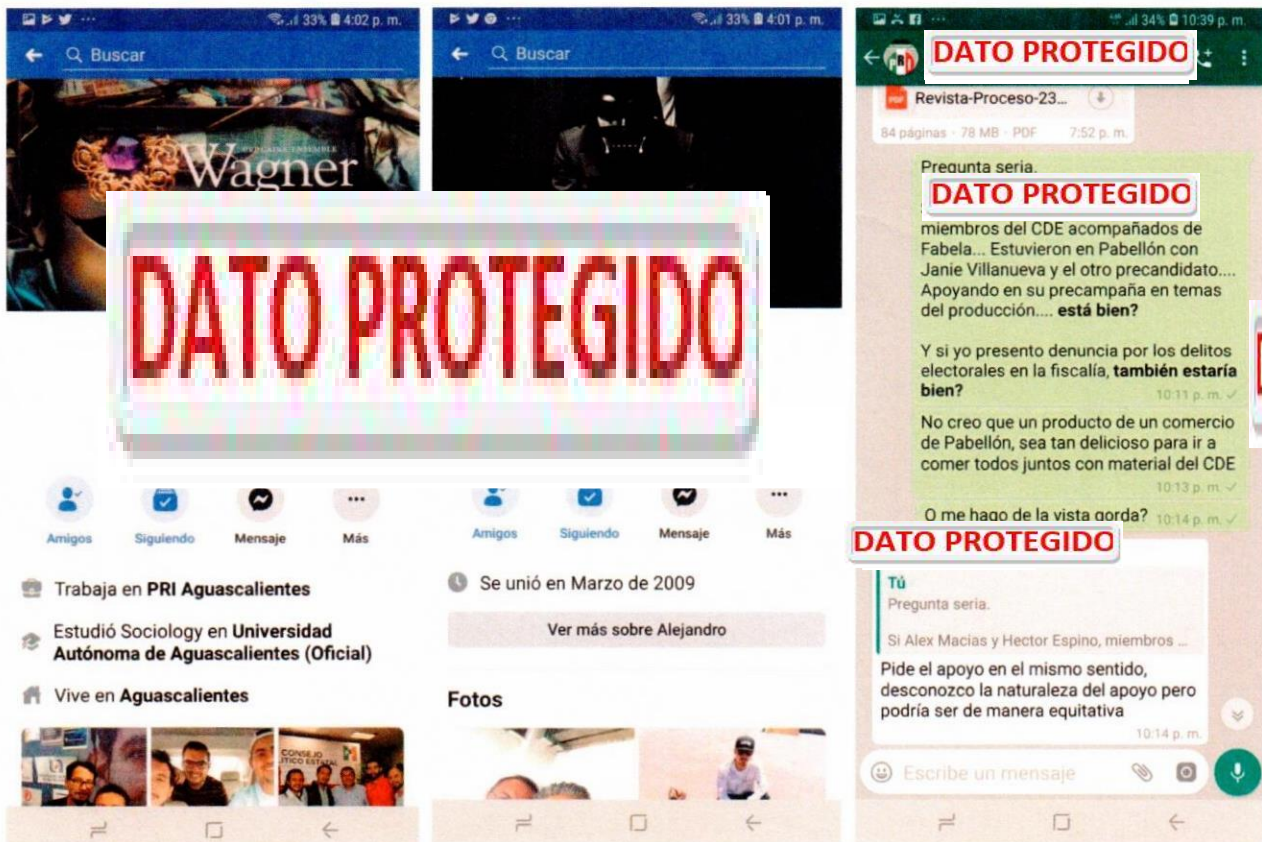 33% 4:02 p. m.
Buscar
Wagner
33% 4:01 p. m.
Buscar
DATO PROTEGIDO
Amigos
Siguiendo
Mensaje
Más
Trabaja en PRI Aguascalientes
Estudió Sociology en Universidad
Autónoma de Aguascalientes (Oficial)
Vive en Aguascalientes
CONSEJO
Amigos
Siguiendo
Mensaje
Más
Se unió en Marzo de 2009
Ver más sobre Alejandro
Fotos
34% 10:39 p. m.
PRI
DATO PROTEGIDO
PDF
Revista-Proceso-23...
84 páginas · 78 MB · PDF 7:52 p. m.
Pregunta seria.
DATO PROTEGIDO
miembros del CDE acompañados de
Fabela... Estuvieron en Pabellón con
Janie Villanueva y el otro precandidato....
Apoyando en su precampaña en temas
del producción.... está bien?
Y si yo presento denuncia por los delitos
electorales en la fiscalía, también estaría
bien?
10:11 p. m.
No creo que un producto de un comercio
de Pabellón, sea tan delicioso para ir a
comer todos juntos con material del CDE
10:13 p. m.
O me hago de la vista gorda? 10:14 p. m.
DATO PROTEGIDO
Tú
Pregunta seria.
Si Alex Macias y Hector Espino, miembros ...
Pide el apoyo en el mismo sentido,
desconozco la naturaleza del apoyo pero
podría ser de manera equitativa
10:14 p. m.
Escribe un mensaje